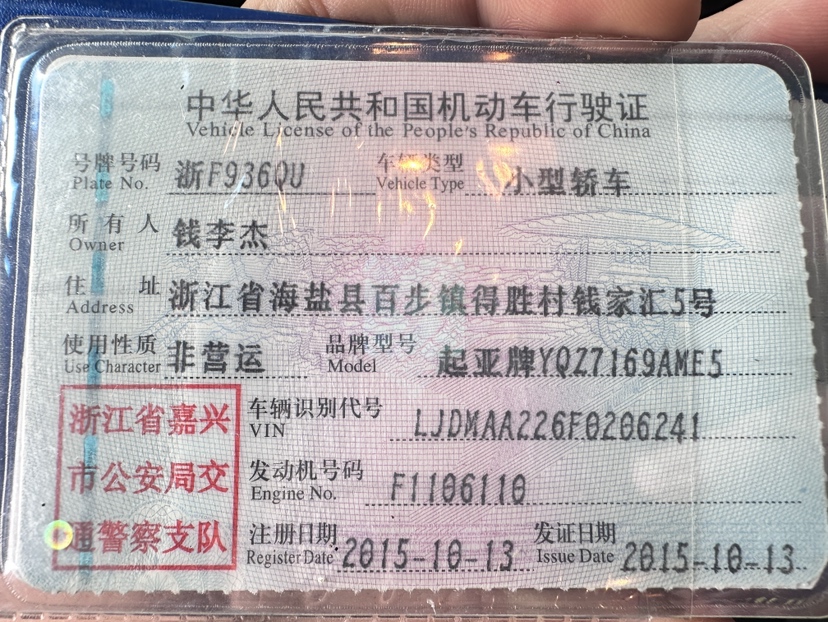 中华人民共和国机动车行驶证
Vehicle License of the People's Republic of China
号牌号码 浙F936QU 车辆类型 小型轿车
Plate No. Vehicle Type
所有人 钱李杰
Owner
住址 浙江省海盐县百步镇得胜村钱家汇5号
Address
使用性质 非营运 品牌型号 起亚牌YQZ7169AME5
Use Character Model
浙江省嘉兴
市公安局交
通警察支队
车辆识别代号 LJDMAA226F0206241
VIN
发动机号码 F1106110
Engine No.
注册日期 2015-10-13 发证日期 2015-10-13
Register Date Issue Date